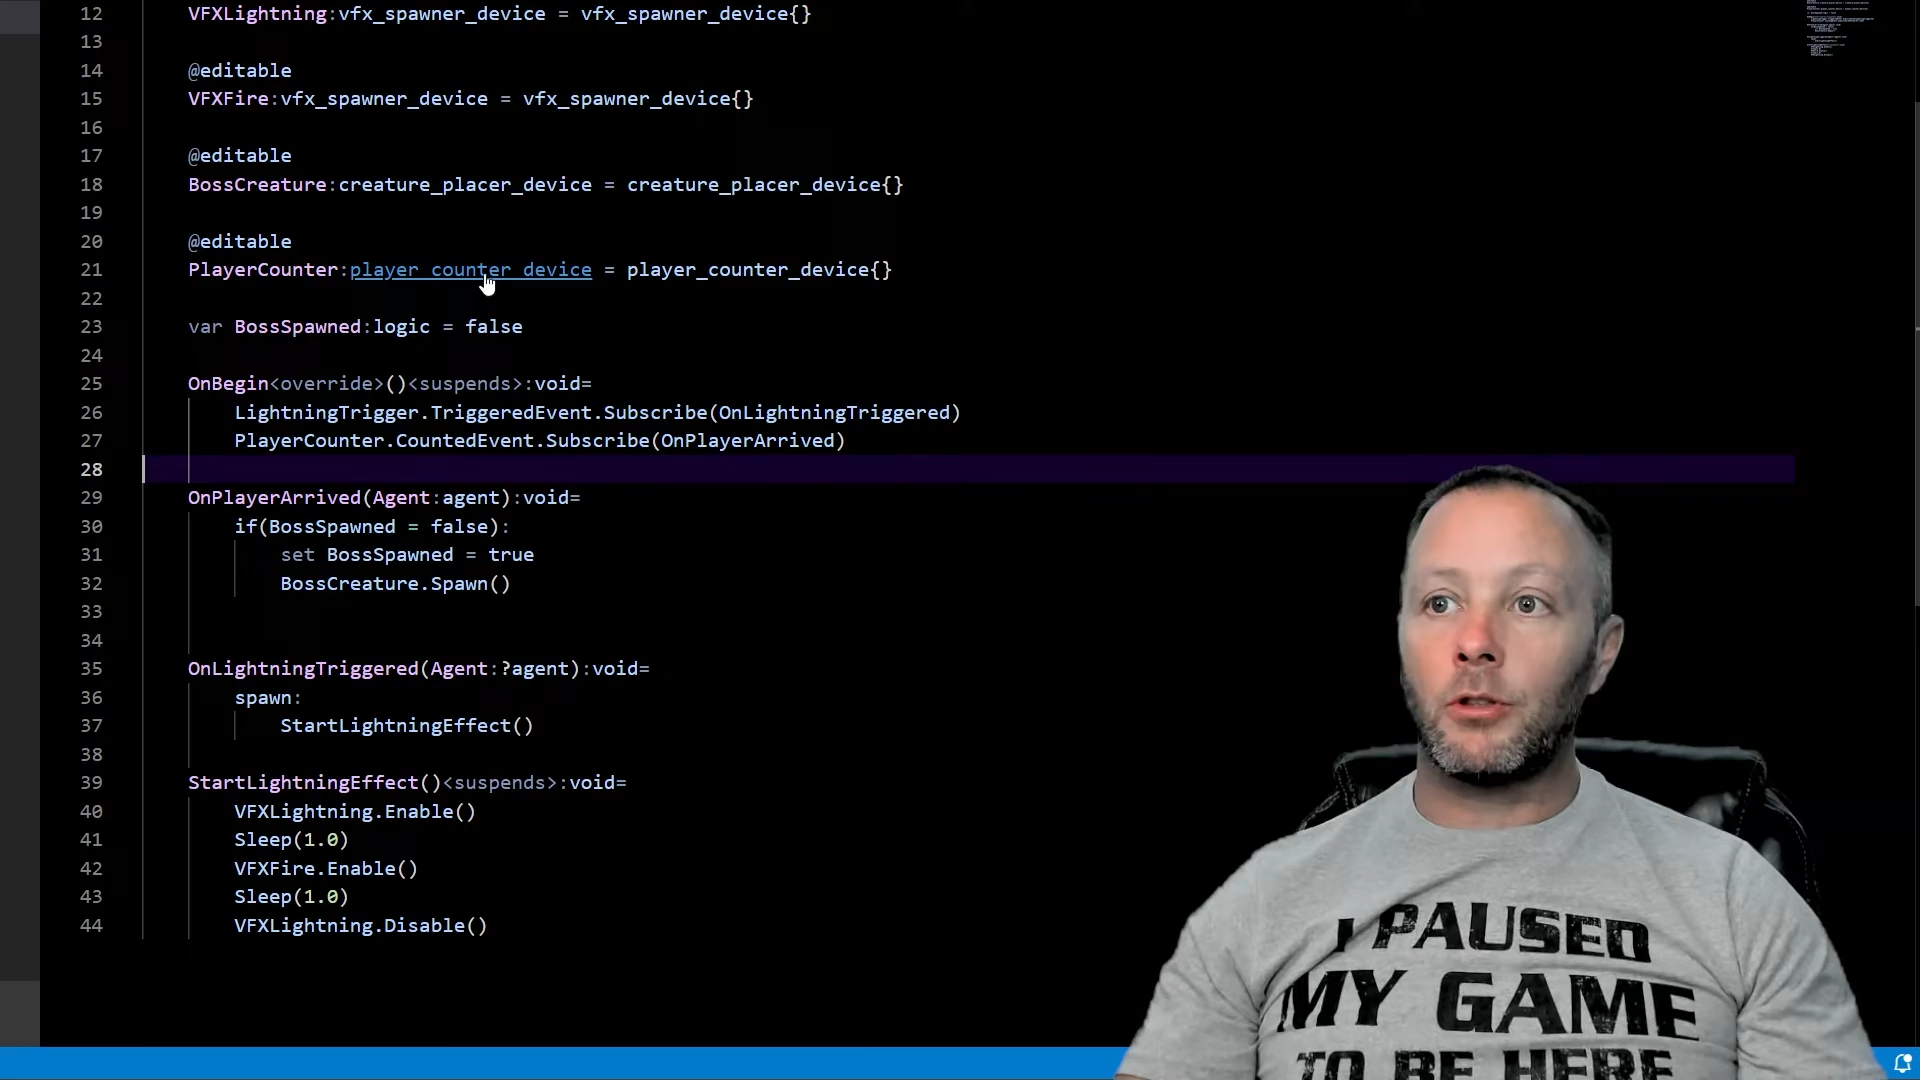 12 VFXLightning:vfx_spawner_device = vfx_spawner_device{}
13
14 @editable
15 VFXFire:vfx_spawner_device = vfx_spawner_device{}
16
17 @editable
18 BossCreature:creature_placer_device = creature_placer_device{}
19
20 @editable
21 PlayerCounter:player_counter_device = player_counter_device{}
22
23 var BossSpawned:logic = false
24
25 OnBegin<override>()<suspends>:void=
26 LightningTrigger.TriggeredEvent.Subscribe(OnLightningTriggered)
27 PlayerCounter.CountedEvent.Subscribe(OnPlayerArrived)
28
29 OnPlayerArrived(Agent:agent):void=
30 if(BossSpawned = false):
31 set BossSpawned = true
32 BossCreature.Spawn()
33
34
35 OnLightningTriggered(Agent:?agent):void=
36 spawn:
37 StartLightningEffect()
38
39 StartLightningEffect()<suspends>:void=
40 VFXLightning.Enable()
41 Sleep(1.0)
42 VFXFire.Enable()
43 Sleep(1.0)
44 VFXLightning.Disable()
I PAUSED
MY GAME
TO BE HERE